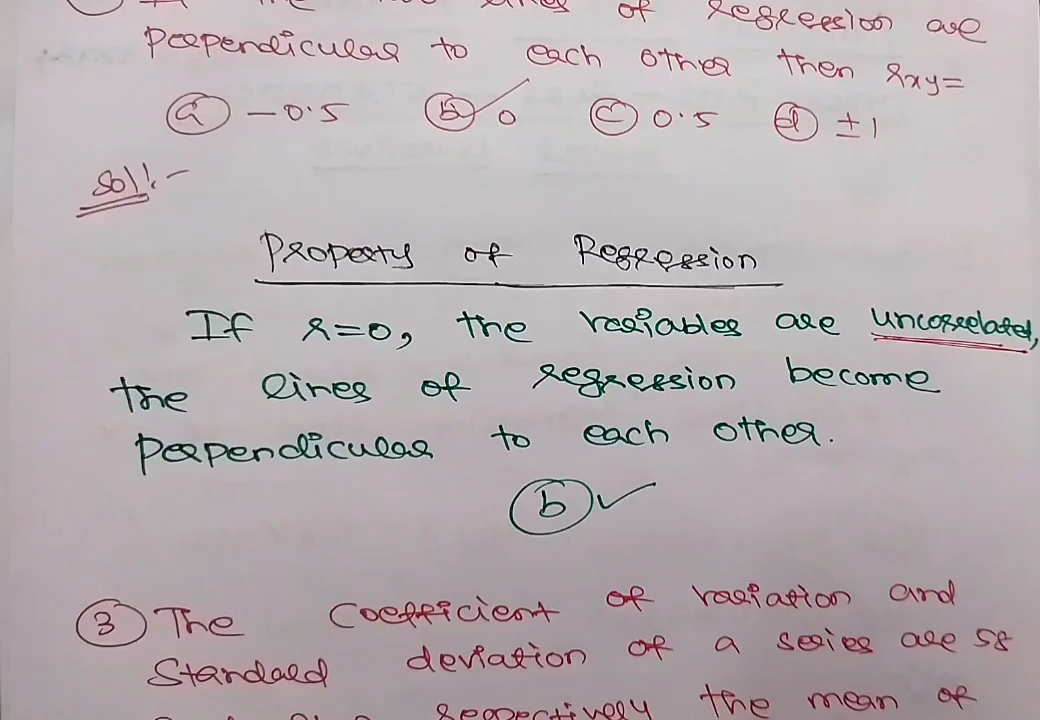 of regression are
perpendicular to each other then rxy=
(a) -0.5 (b) 0 (c) 0.5 (d) ±1
Sol!:-
Property of Regression
If r=0, the variables are uncorrelated,
the lines of regression become
perpendicular to each other.
(b)✓
(3) The coefficient of variation and
Standard deviation of a series are 58
respectively the mean of